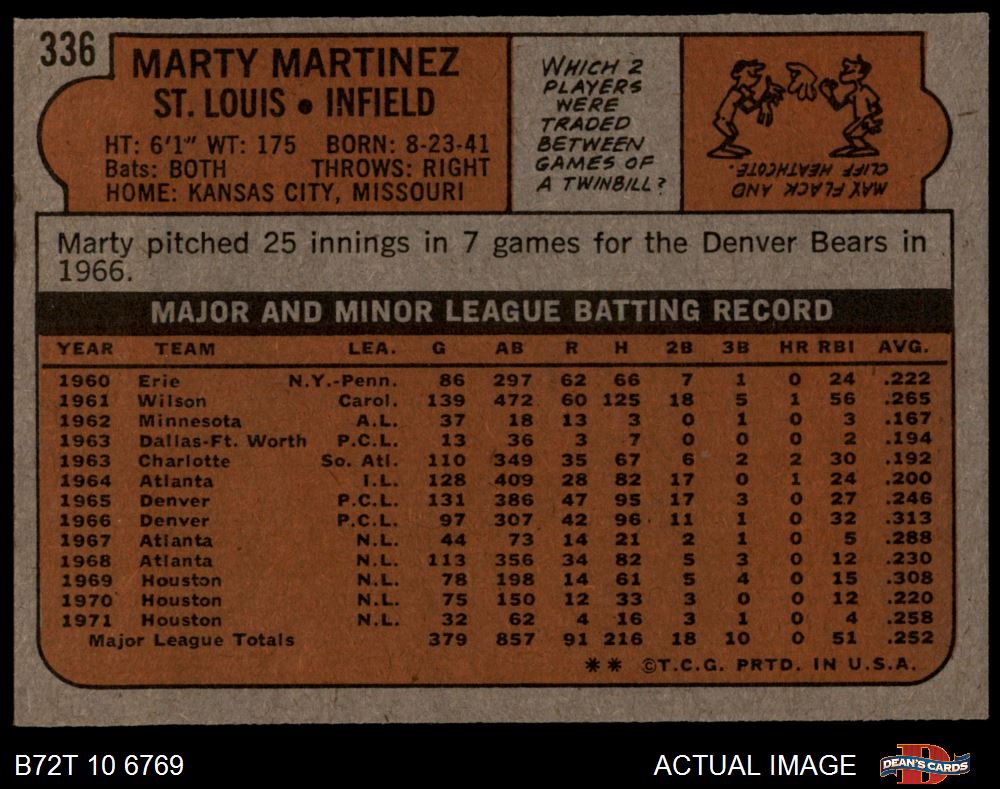 336
MARTY MARTINEZ
ST. LOUIS • INFIELD
HT: 6'1" WT: 175 BORN: 8-23-41
Bats: BOTH THROWS: RIGHT
HOME: KANSAS CITY, MISSOURI
WHICH 2
PLAYERS
WERE
TRADED
BETWEEN
GAMES OF
A TWINBILL?
MAX FLACK AND
CLIFF HEATHCOTE.
Marty pitched 25 innings in 7 games for the Denver Bears in
1966.
MAJOR AND MINOR LEAGUE BATTING RECORD
YEAR TEAM LEA. G AB R H 2B 3B HR RBI AVG.
1960 Erie N.Y.-Penn. 86 297 62 66 7 1 0 24 .222
1961 Wilson Carol. 139 472 60 125 18 5 1 56 .265
1962 Minnesota A.L. 37 18 13 3 0 1 0 3 .167
1963 Dallas-Ft. Worth P.C.L. 13 36 3 7 0 0 0 2 .194
1963 Charlotte So. Atl. 110 349 35 67 6 2 2 30 .192
1964 Atlanta I.L. 128 409 28 82 17 0 1 24 .200
1965 Denver P.C.L. 131 386 47 95 17 3 0 27 .246
1966 Denver P.C.L. 97 307 42 96 11 1 0 32 .313
1967 Atlanta N.L. 44 73 14 21 2 1 0 5 .288
1968 Atlanta N.L. 113 356 34 82 5 3 0 12 .230
1969 Houston N.L. 78 198 14 61 5 4 0 15 .308
1970 Houston N.L. 75 150 12 33 3 0 0 12 .220
1971 Houston N.L. 32 62 4 16 3 1 0 4 .258
Major League Totals 379 857 91 216 18 10 0 51 .252
** ©T.C.G. PRTD. IN U.S.A.
B72T 10 6769
ACTUAL IMAGE
D
DEAN'S CARDS